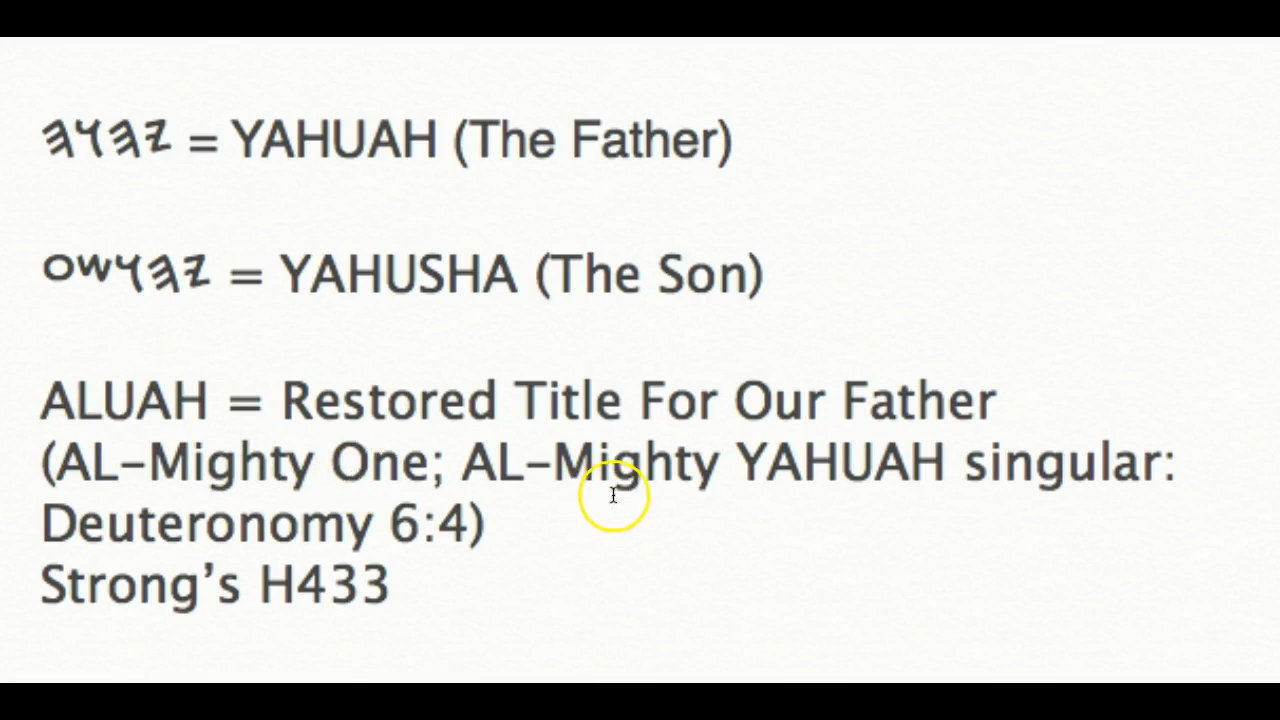 𐤉𐤄𐤅𐤄 = YAHUAH (The Father)
𐤉𐤄𐤅𐤔𐤏 = YAHUSHA (The Son)
ALUAH = Restored Title For Our Father
(AL-Mighty One; AL-Mighty YAHUAH singular:
Deuteronomy 6:4)
Strong’s H433